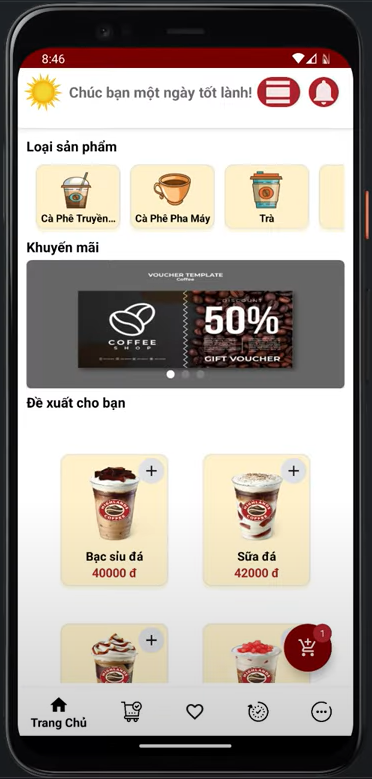 8:46
Chúc bạn một ngày tốt lành!
Loại sản phẩm
Cà Phê Truyền...
Cà Phê Pha Máy
Trà
Khuyến mãi
VOUCHER TEMPLATE
Coffee
COFFEE
SHOP
DISCOUNT
50%
GIFT VOUCHER
Đề xuất cho bạn
Bạc sỉu đá
40000 đ
Sữa đá
42000 đ
1
Trang Chủ